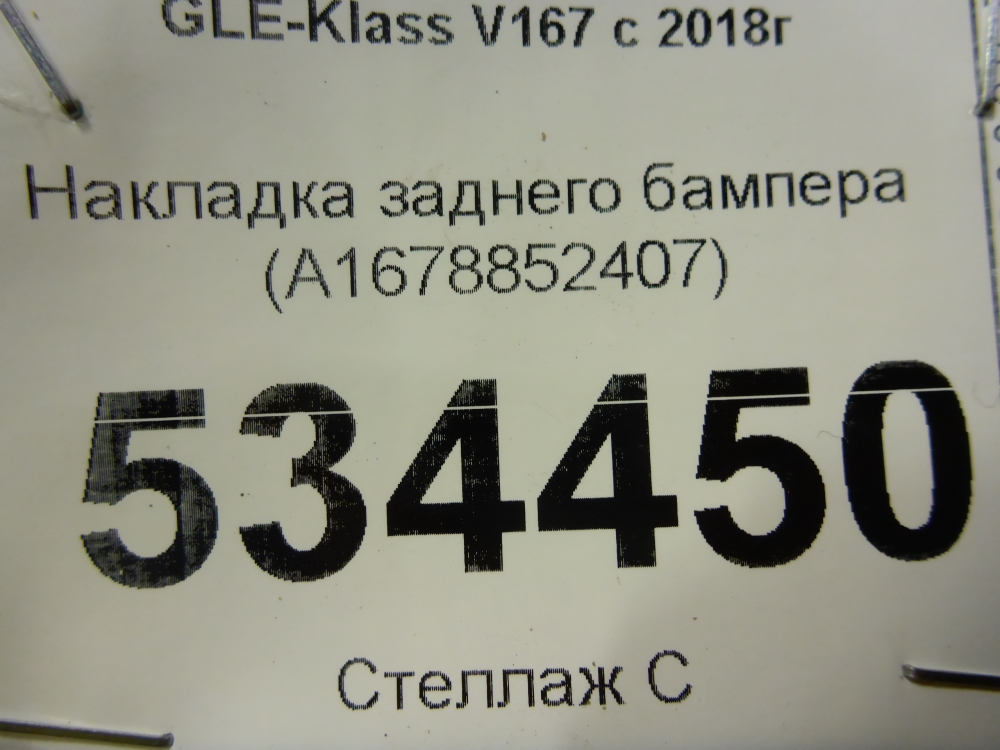 GLE-Klass V167 с 2018г
Накладка заднего бампера
(A1678852407)
534450
Стеллаж С